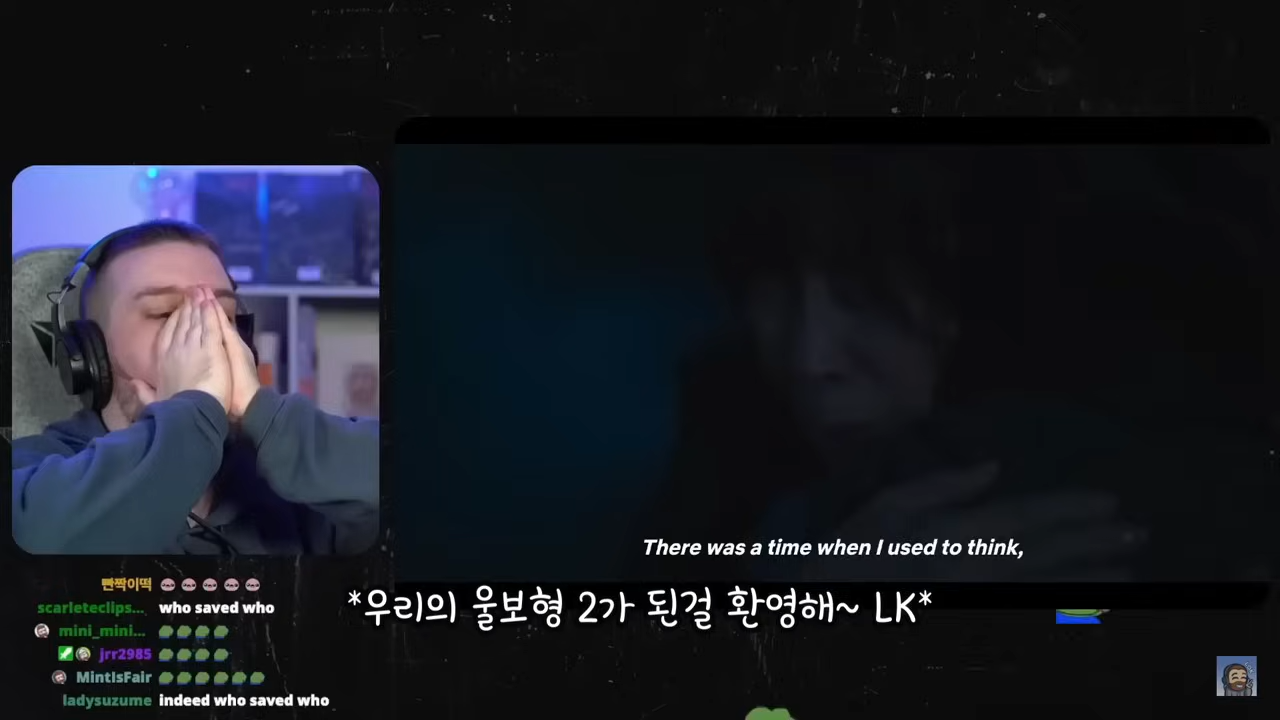 There was a time when I used to think,
*우리의 울보형 2가 된걸 환영해~ LK*
빤짝이떡
scarleteclips... who saved who
mini_mini...
jrr2985
MintIsFair
ladysuzume indeed who saved who